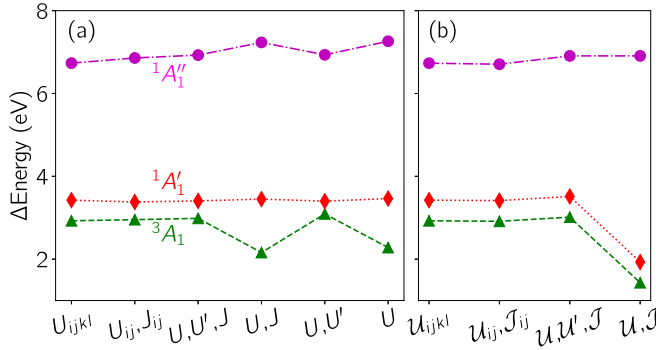 ΔEnergy (eV)
8
6
4
2
(a)
¹A₁″
¹A₁′
³A₁
U_ijkl
U_ij,J_ij
U,U′,J
U,J
U,U′
U
(b)
𝒰_ijkl
𝒰_ij,𝒥_ij
𝒰,𝒰′,𝒥
𝒰,𝒥